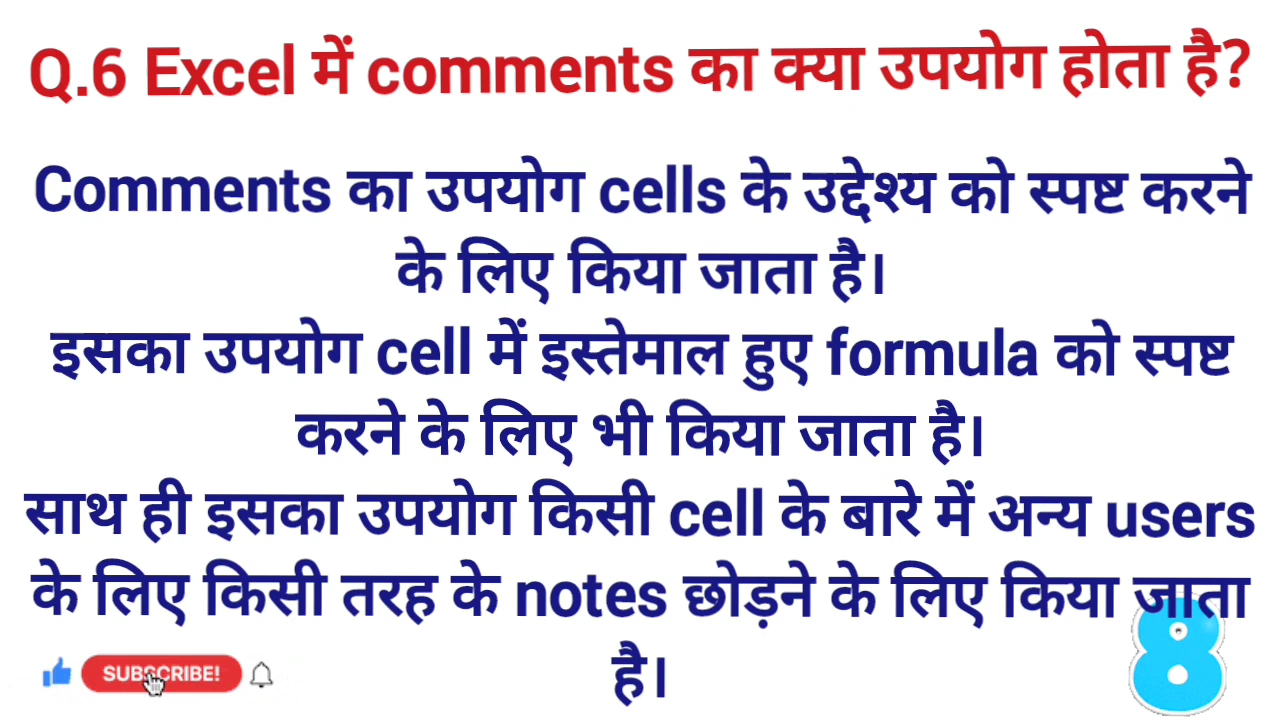 Q.6 Excel में comments का क्या उपयोग होता है?
Comments का उपयोग cells के उद्देश्य को स्पष्ट करने
के लिए किया जाता है।
इसका उपयोग cell में इस्तेमाल हुए formula को स्पष्ट
करने के लिए भी किया जाता है।
साथ ही इसका उपयोग किसी cell के बारे में अन्य users
के लिए किसी तरह के notes छोड़ने के लिए किया जाता
है।
SUBSCRIBE!
8